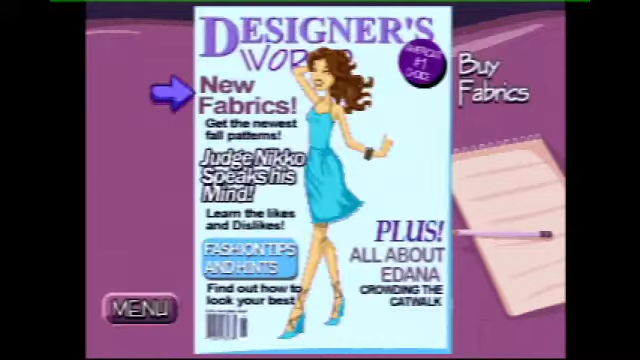 DESIGNER'S
WORLD
AMERICA'S
#1
New
Fabrics!
Get the newest
fall patterns!
Judge Nikko
Speaks his
Mind!
Learn the likes
and Dislikes!
FASHION TIPS
AND HINTS
Find out how to
look your best
PLUS!
ALL ABOUT
EDANA
CROWDING THE
CATWALK
Buy
Fabrics
MENU